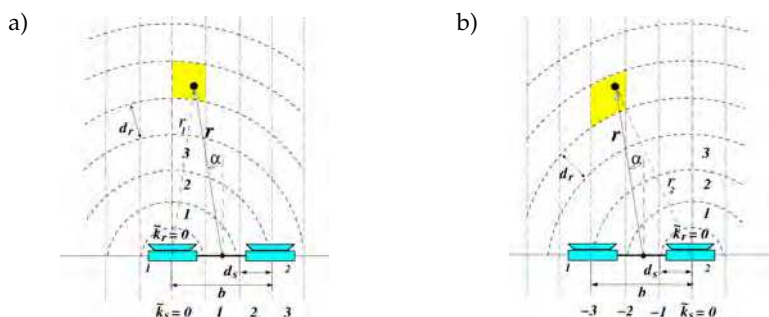 a)
d_r
r_1
r
α
3
2
1
k̃_r=0
1
2
d_s
b
k̃_s=0 1 2 3
b)
d_r
r
α
r_2
3
2
1
k̃_r=0
1
2
d_s
b
-3 -2 -1 k̃_s=0